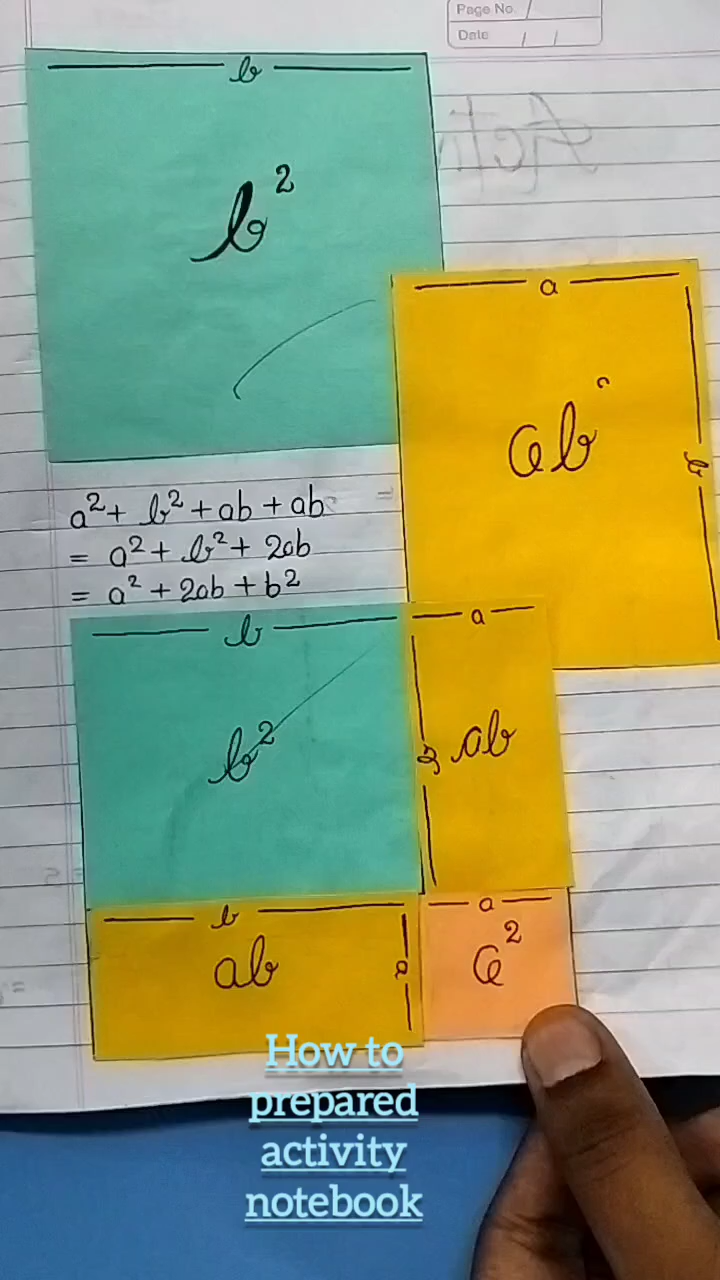 Page No.
Date / /
b
b²
a
ab
b
a² + b² + ab + ab
= a² + b² + 2ab
= a² + 2ab + b²
b
a
b²
b
ab
b
a
ab
a
a²
How to
prepared
activity
notebook